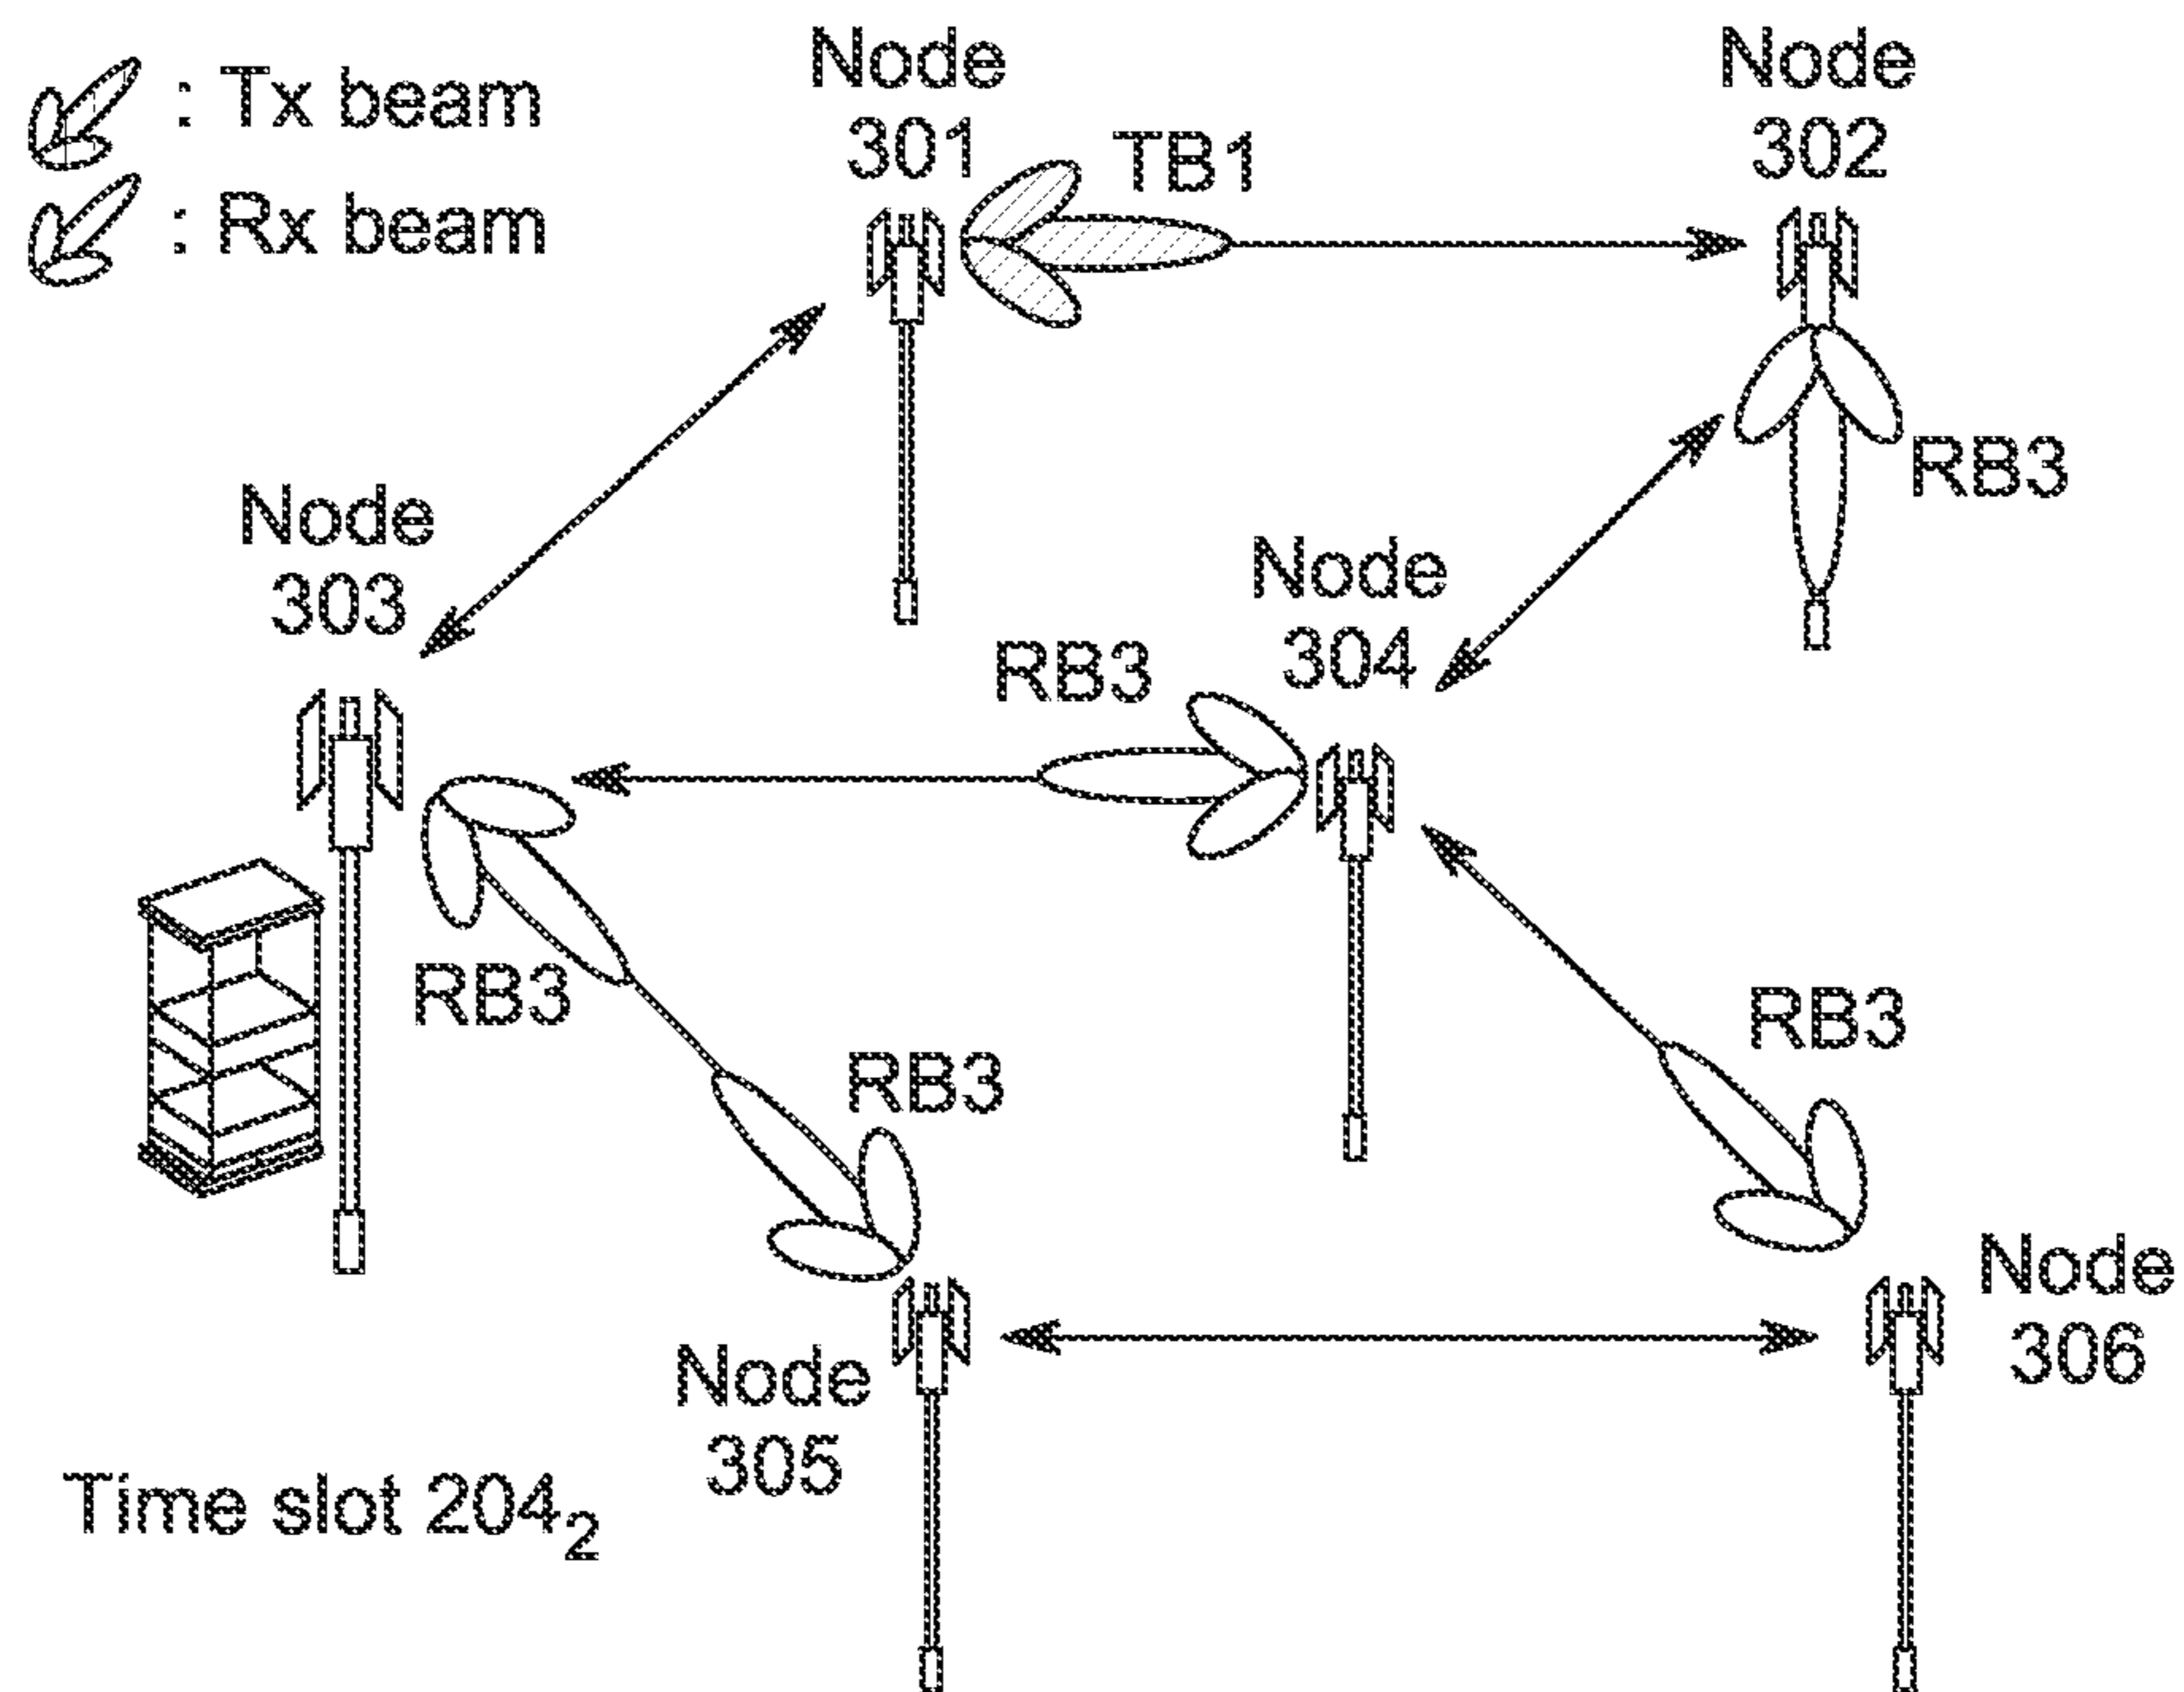 : Tx beam
: Rx beam
Node
301
TB1
Node
302
RB3
Node
303
Node
304
RB3
RB3
RB3
RB3
Node
305
Node
306
Time slot 204₂